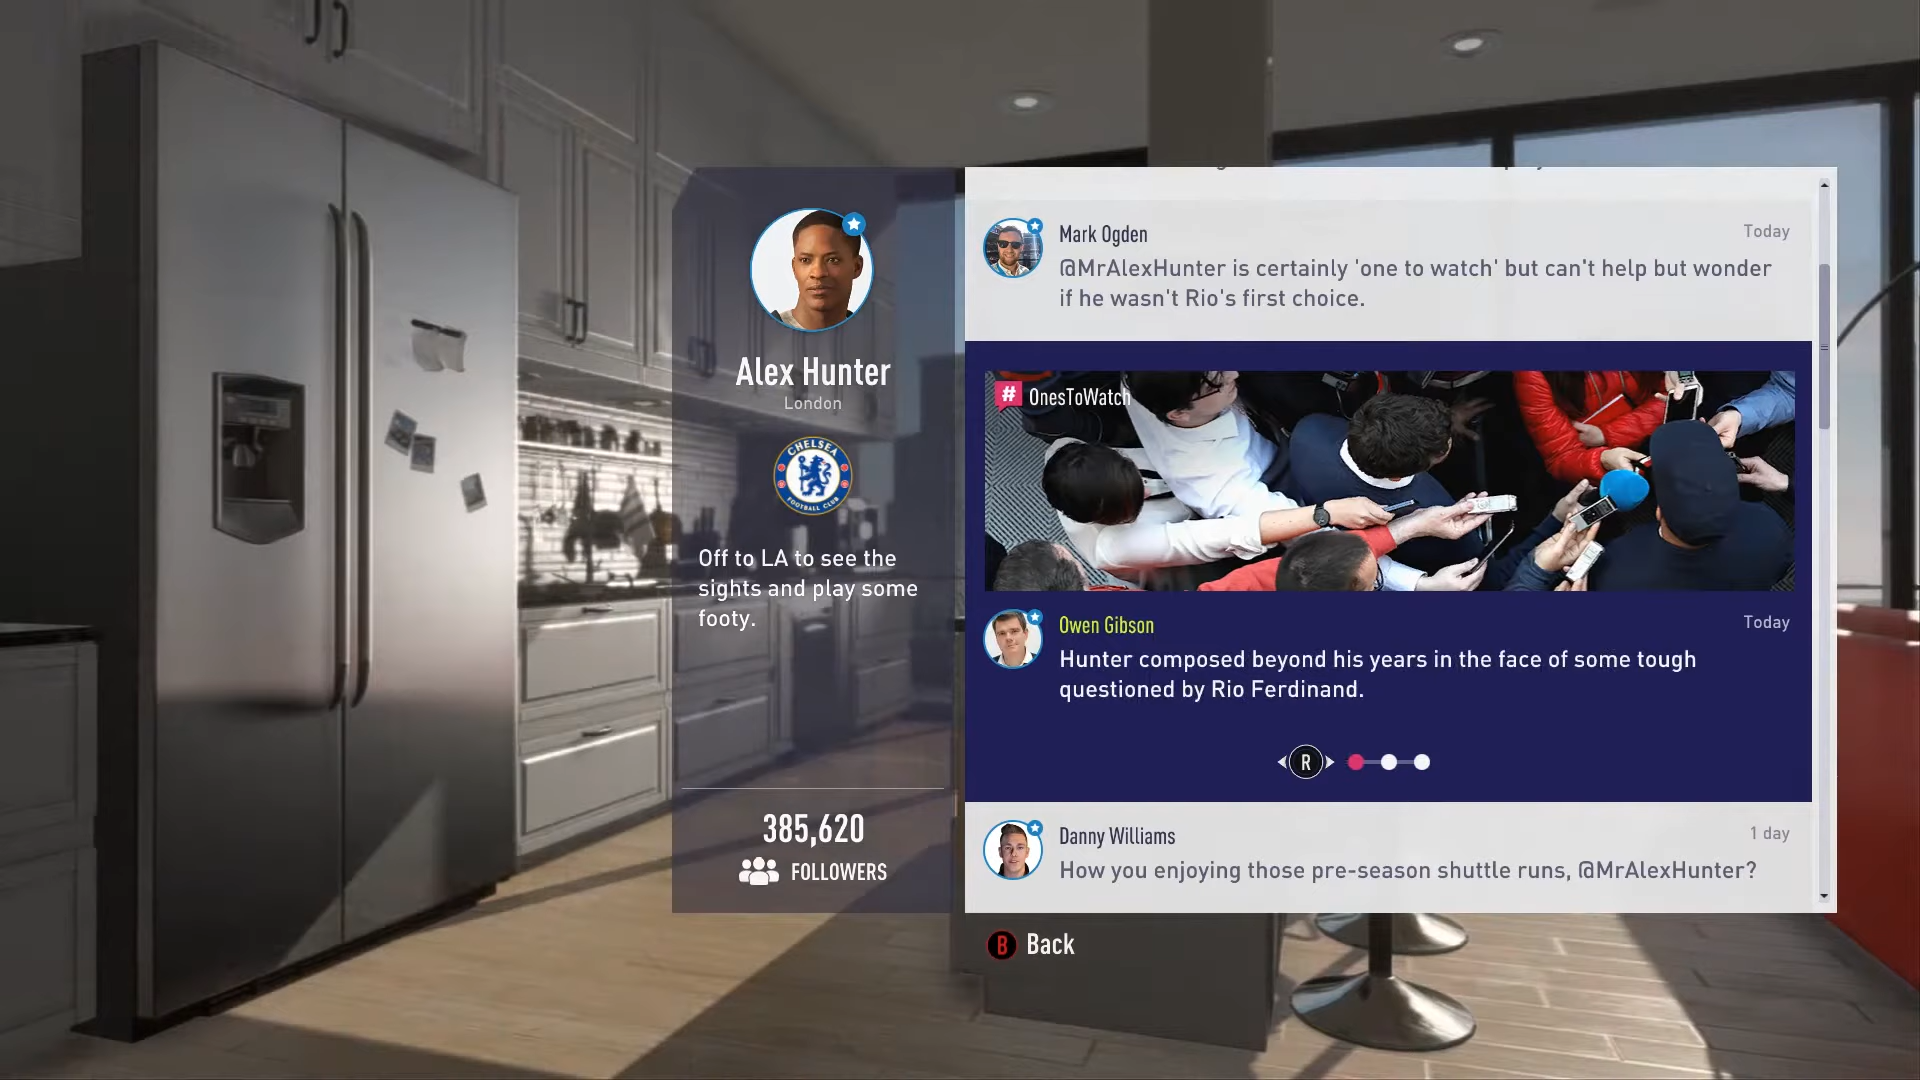 Alex Hunter
London
CHELSEA
FOOTBALL CLUB
Off to LA to see the
sights and play some
footy.
385,620
FOLLOWERS
Mark Ogden
Today
@MrAlexHunter is certainly 'one to watch' but can't help but wonder
if he wasn't Rio's first choice.
# OnesToWatch
Owen Gibson
Today
Hunter composed beyond his years in the face of some tough
questioned by Rio Ferdinand.
R
Danny Williams
1 day
How you enjoying those pre-season shuttle runs, @MrAlexHunter?
B Back